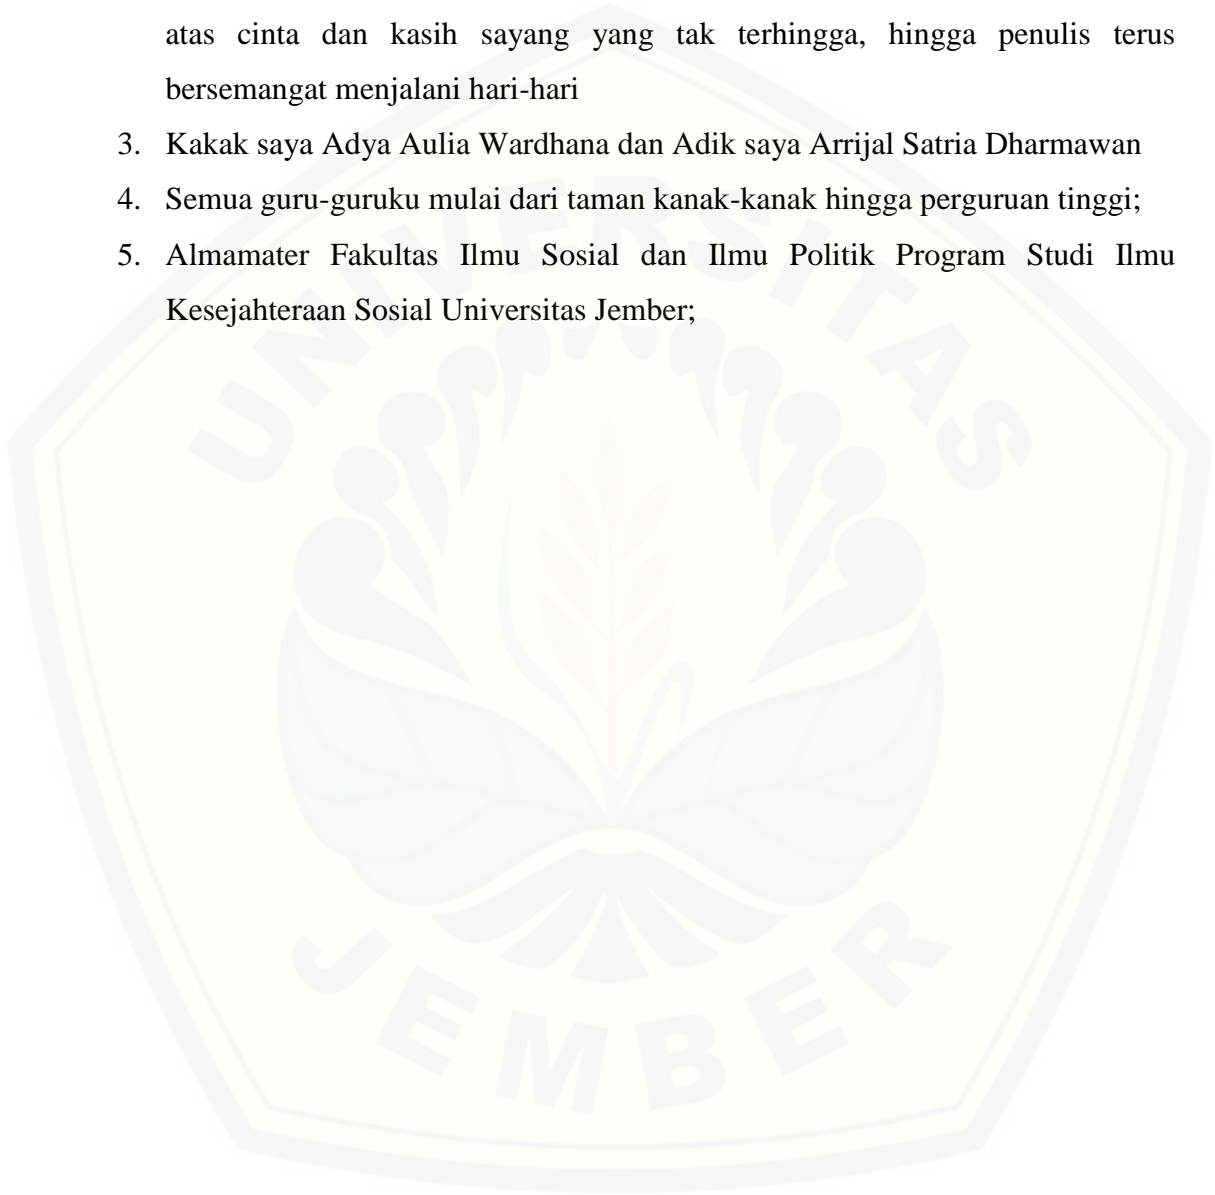 atas cinta dan kasih sayang yang tak terhingga, hingga penulis terus
bersemangat menjalani hari-hari
3. Kakak saya Adya Aulia Wardhana dan Adik saya Arrijal Satria Dharmawan
4. Semua guru-guruku mulai dari taman kanak-kanak hingga perguruan tinggi;
5. Almamater Fakultas Ilmu Sosial dan Ilmu Politik Program Studi Ilmu
Kesejahteraan Sosial Universitas Jember;
UNIVERSITAS
JEMBER